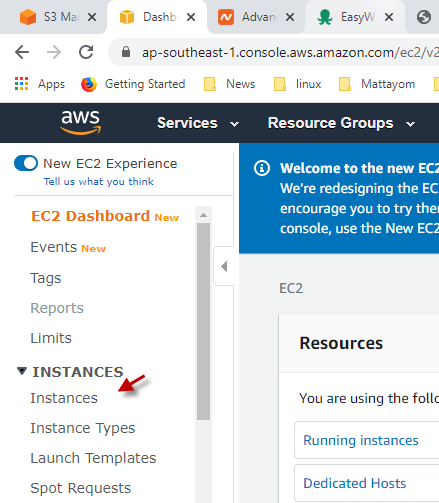 S3 Ma
Dashb
Advan
EasyW
ap-southeast-1.console.aws.amazon.com/ec2/v2
Apps
Getting Started
News
linux
Mattayom
aws
Services
Resource Groups
New EC2 Experience
Tell us what you think
EC2 Dashboard New
Events New
Tags
Reports
Limits
INSTANCES
Instances
Instance Types
Launch Templates
Spot Requests
Welcome to the new EC2
We're redesigning the EC
encourage you to try the
console, use the New EC2
EC2
Resources
You are using the follo
Running instances
Dedicated Hosts